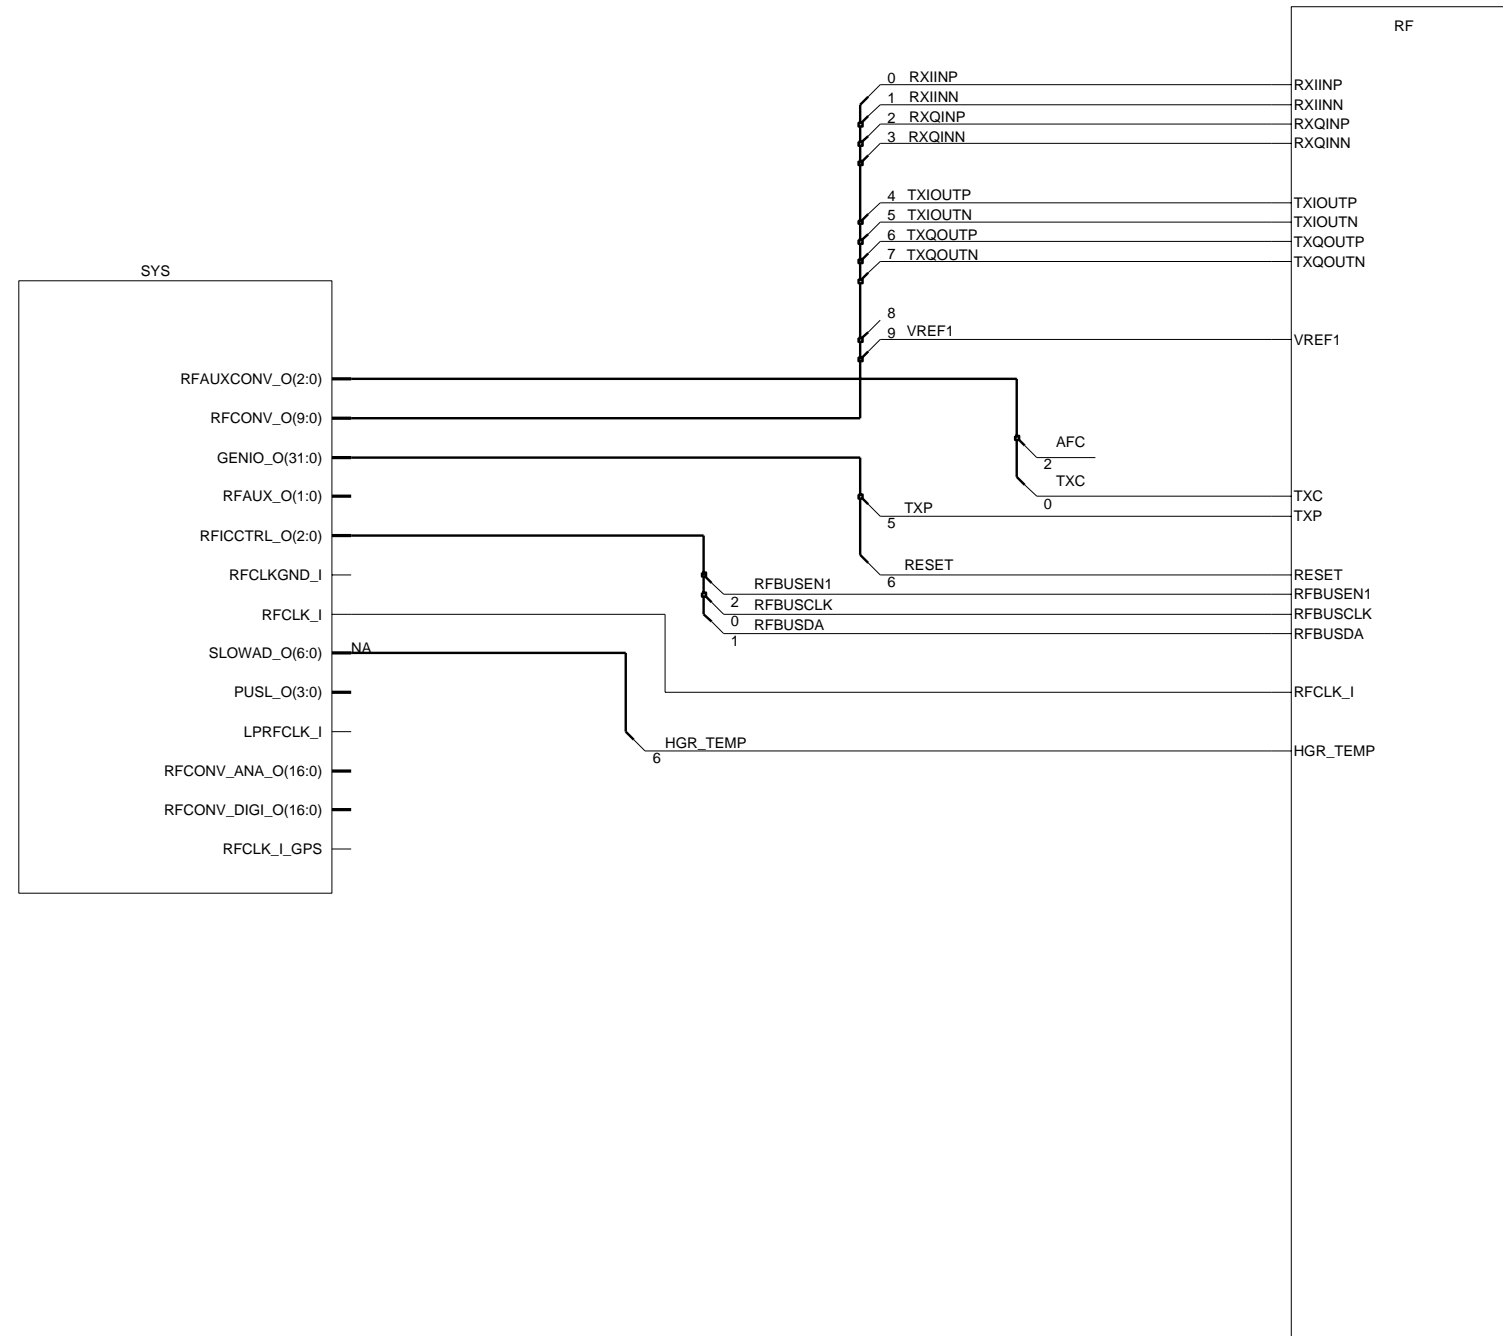 RF
0 RXIINP RXIINP
1 RXIINN RXIINN
2 RXQINP RXQINP
3 RXQINN RXQINN
4 TXIOUTP TXIOUTP
5 TXIOUTN TXIOUTN
6 TXQOUTP TXQOUTP
7 TXQOUTN TXQOUTN
SYS
8
9 VREF1 VREF1
RFAUXCONV_O(2:0)
RFCONV_O(9:0)
AFC
GENIO_O(31:0)
2
TXC
RFAUX_O(1:0) TXC
0
TXP TXP
5
RFICCTRL_O(2:0)
RESET
RFCLKGND_I RESET
6
RFBUSEN1 RFBUSEN1
2 RFBUSCLK
RFCLK_I RFBUSCLK
0 RFBUSDA
RFBUSDA
1
SLOWAD_O(6:0) NA
PUSL_O(3:0) RFCLK_I
LPRFCLK_I
HGR_TEMP HGR_TEMP
6
RFCONV_ANA_O(16:0)
RFCONV_DIGI_O(16:0)
RFCLK_I_GPS